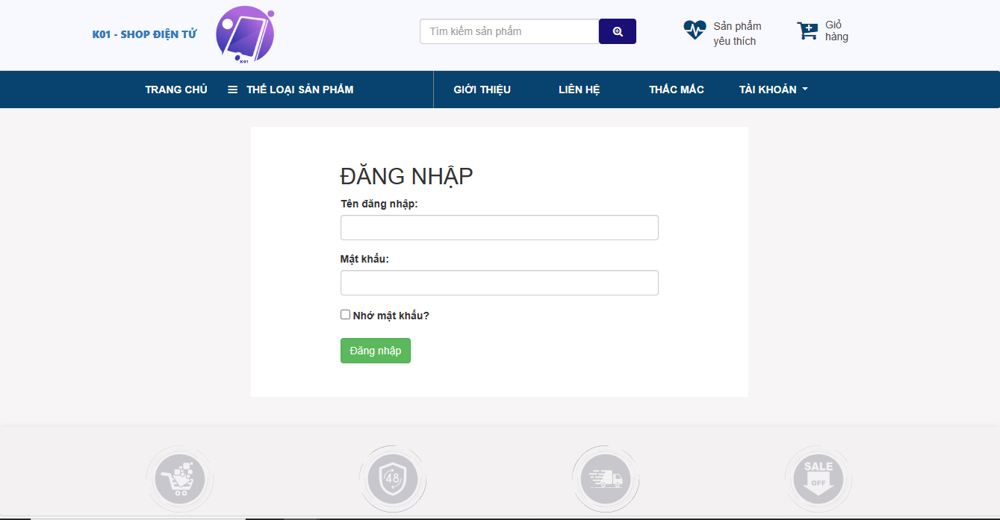 K01 - SHOP ĐIỆN TỬ
K01
Tìm kiếm sản phẩm
Sản phẩm
yêu thích
Giỏ
hàng
TRANG CHỦ
THỂ LOẠI SẢN PHẨM
GIỚI THIỆU
LIÊN HỆ
THẮC MẮC
TÀI KHOẢN
ĐĂNG NHẬP
Tên đăng nhập:
Mật khẩu:
Nhớ mật khẩu?
Đăng nhập
48
SALE
OFF